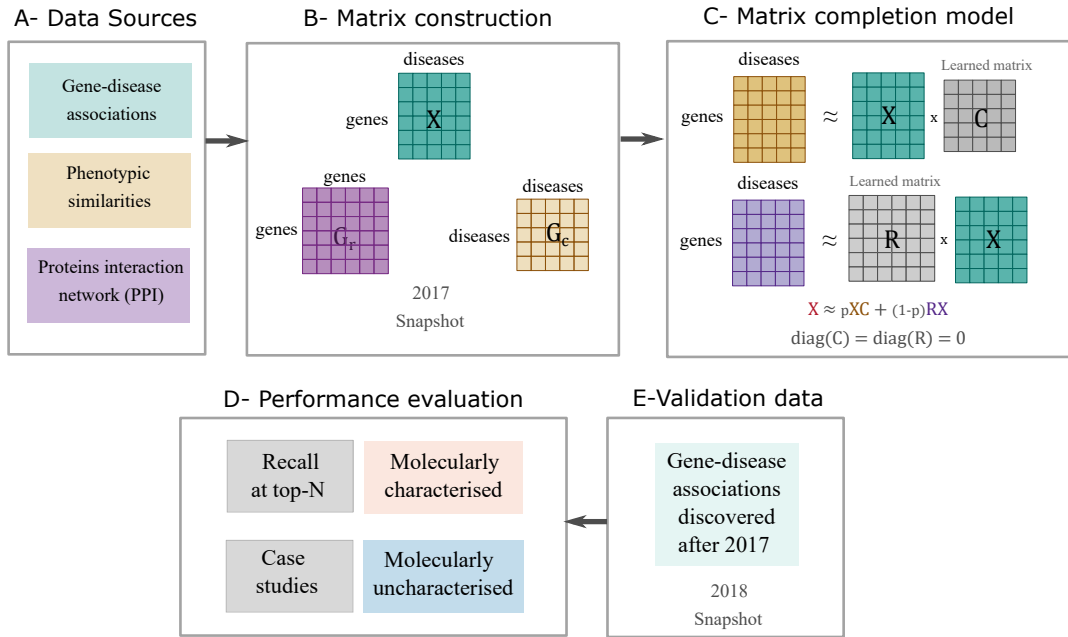 A- Data Sources
Gene-disease
associations
Phenotypic
similarities
Proteins interaction
network (PPI)
B- Matrix construction
diseases
genes
X
genes
genes
G_r
diseases
diseases
G_c
2017
Snapshot
C- Matrix completion model
diseases
Learned matrix
genes
≈
X
x
C
diseases
Learned matrix
genes
≈
R
x
X
X ≈ pXC + (1-p)RX
diag(C) = diag(R) = 0
D- Performance evaluation
Recall
at top-N
Molecularly
characterised
Case
studies
Molecularly
uncharacterised
E-Validation data
Gene-disease
associations
discovered
after 2017
2018
Snapshot